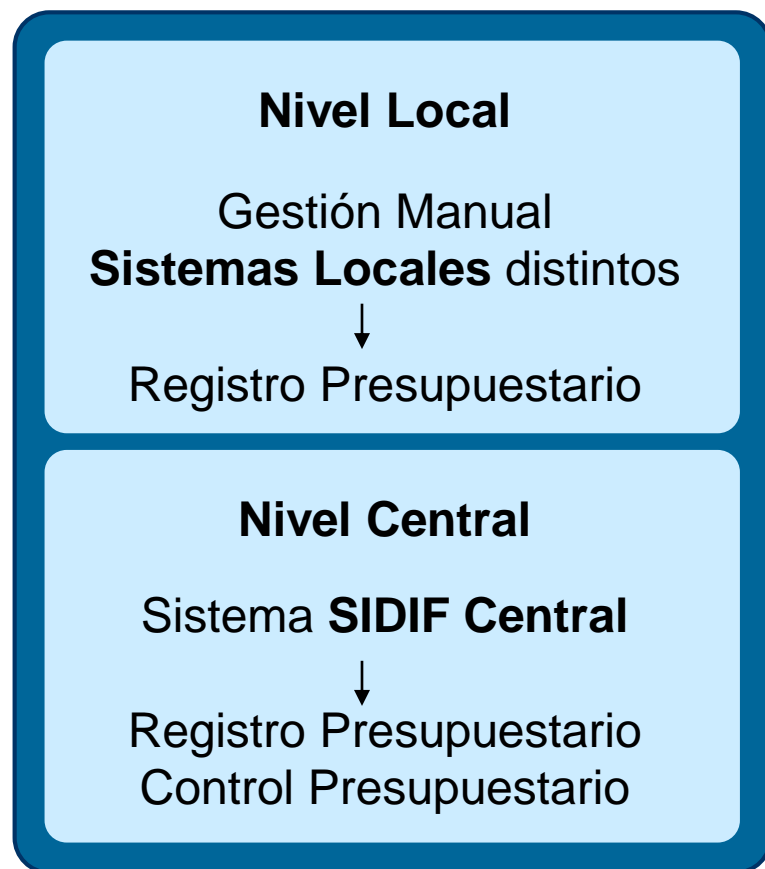 Nivel Local
Gestión Manual
Sistemas Locales distintos
Registro Presupuestario
Nivel Central
Sistema SIDIF Central
Registro Presupuestario
Control Presupuestario